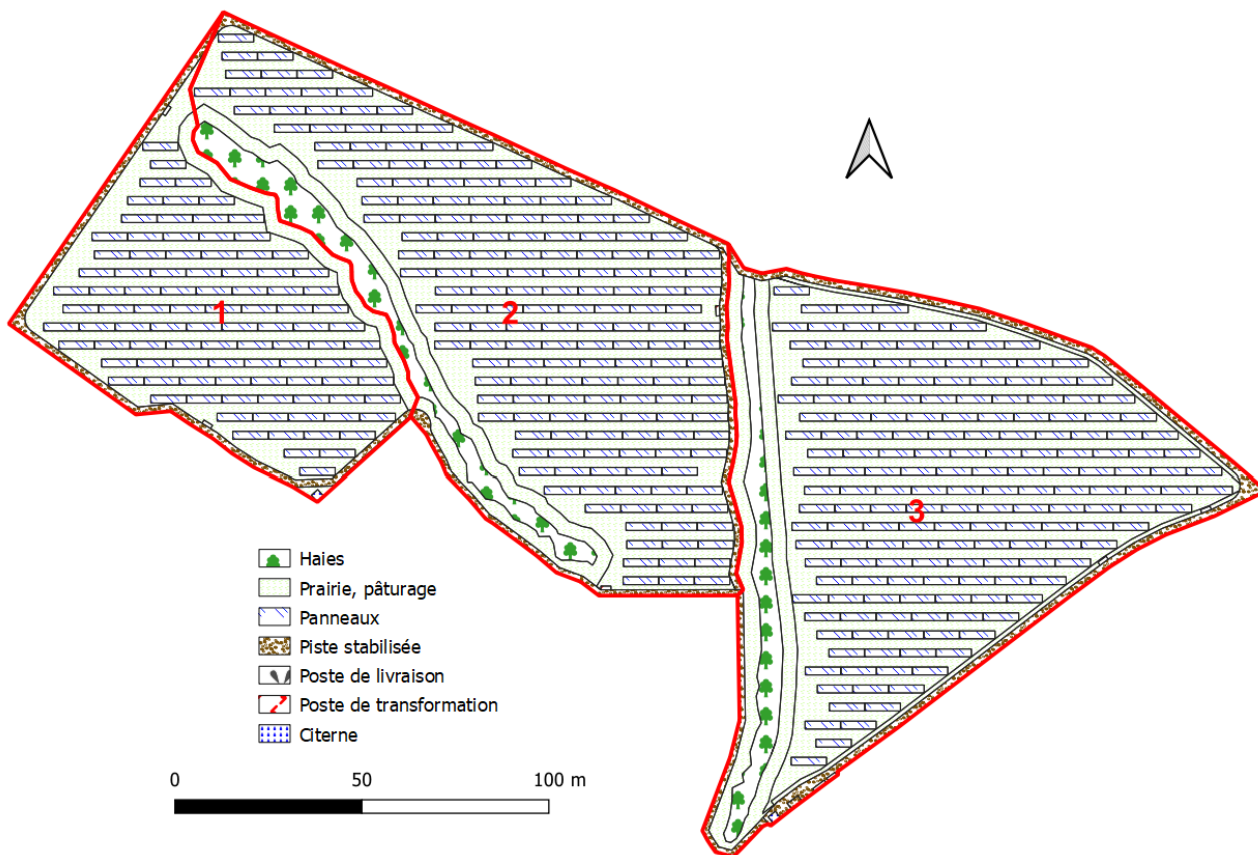 1
2
3
Haies
Prairie, pâturage
Panneaux
Piste stabilisée
Poste de livraison
Poste de transformation
Citerne
0 50 100 m